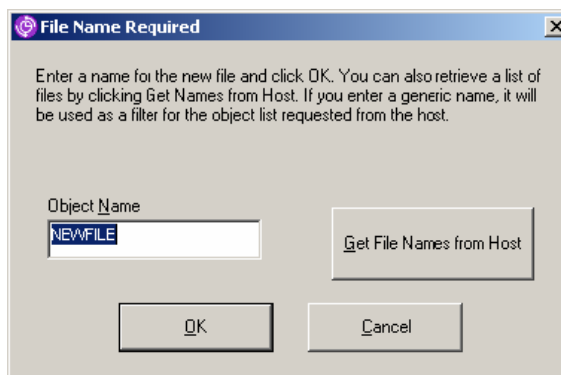 File Name Required
Enter a name for the new file and click OK. You can also retrieve a list of
files by clicking Get Names from Host. If you enter a generic name, it will
be used as a filter for the object list requested from the host.
Object Name
NEWFILE
Get File Names from Host
OK
Cancel